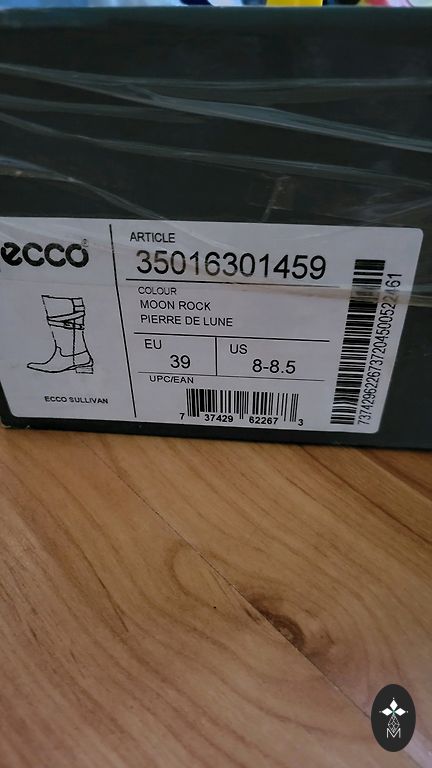 ecco®
ARTICLE
35016301459
COLOUR
MOON ROCK
PIERRE DE LUNE
EU
39
US
8-8.5
UPC/EAN
7 37429 62267 3
ECCO SULLIVAN
7374296226737204500522461
M